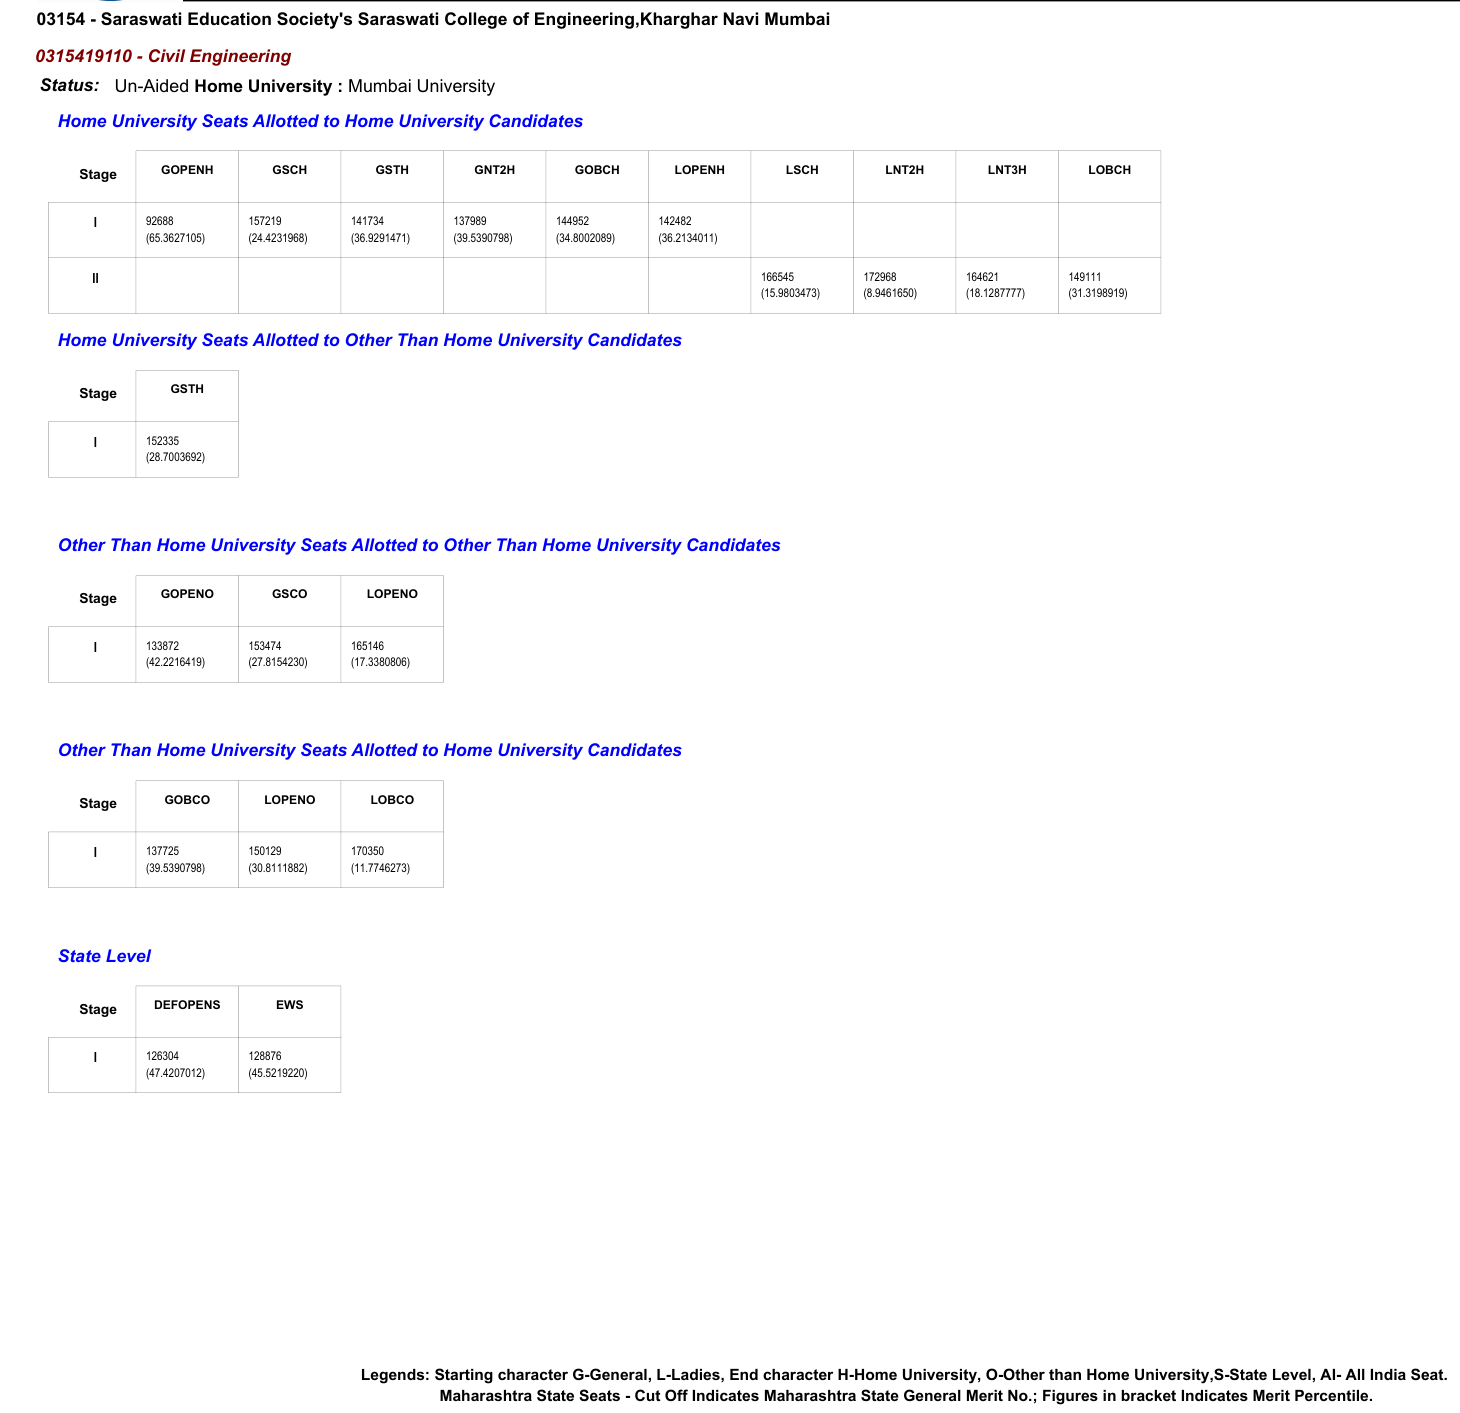 03154 - Saraswati Education Society's Saraswati College of Engineering,Kharghar Navi Mumbai
0315419110 - Civil Engineering
Status: Un-Aided Home University : Mumbai University
Home University Seats Allotted to Home University Candidates
Stage GOPENH GSCH GSTH GNT2H GOBCH LOPENH LSCH LNT2H LNT3H LOBCH
I 92688 157219 141734 137989 144952 142482
(65.3627105) (24.4231968) (36.9291471) (39.5390798) (34.8002089) (36.2134011)
II 166545 172968 164621 149111
(15.9803473) (8.9461650) (18.1287777) (31.3198919)
Home University Seats Allotted to Other Than Home University Candidates
Stage GSTH
I 152335
(28.7003692)
Other Than Home University Seats Allotted to Other Than Home University Candidates
Stage GOPENO GSCO LOPENO
I 133872 153474 165146
(42.2216419) (27.8154230) (17.3380806)
Other Than Home University Seats Allotted to Home University Candidates
Stage GOBCO LOPENO LOBCO
I 137725 150129 170350
(39.5390798) (30.8111882) (11.7746273)
State Level
Stage DEFOPENS EWS
I 126304 128876
(47.4207012) (45.5219220)
Legends: Starting character G-General, L-Ladies, End character H-Home University, O-Other than Home University,S-State Level, AI- All India Seat.
Maharashtra State Seats - Cut Off Indicates Maharashtra State General Merit No.; Figures in bracket Indicates Merit Percentile.